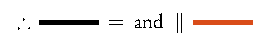 ∴ = and ∥